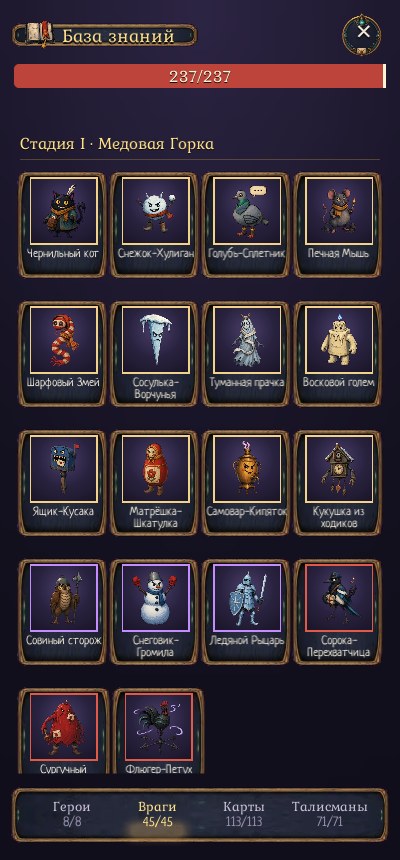 База знаний
237/237
Стадия I · Медовая Горка
Чернильный кот
Снежок-Хулиган
Голубь-Сплетник
Печная Мышь
Шарфовый Змей
Сосулька-
Ворчунья
Туманная прачка
Восковой голем
Ящик-Кусака
Матрёшка-
Шкатулка
Самовар-Кипяток
Кукушка из
ходиков
Совиный сторож
Снеговик-
Громила
Ледяной Рыцарь
Сорока-
Перехватчица
Сургучный
Флюгер-Петух
Герои
8/8
Враги
45/45
Карты
113/113
Талисманы
71/71